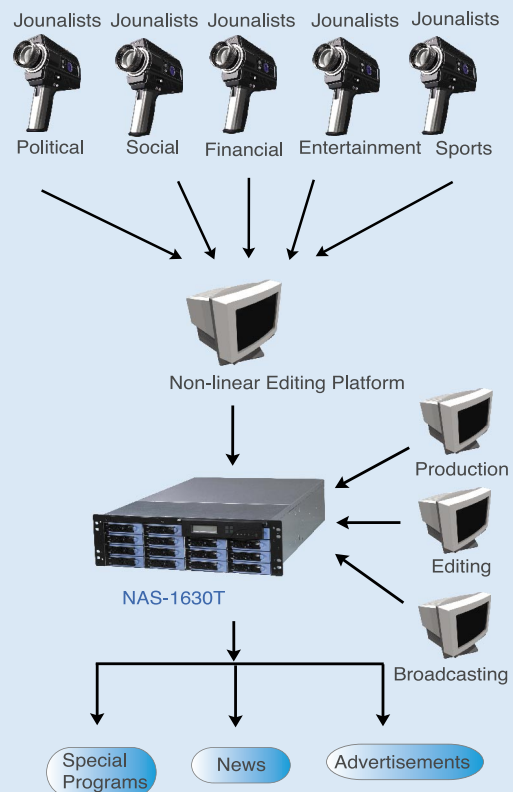 Jounalists Jounalists Jounalists Jounalists Jounalists
Political Social Financial Entertainment Sports
Non-linear Editing Platform
Production
Editing
NAS-1630T
Broadcasting
Special
Programs
News
Advertisements